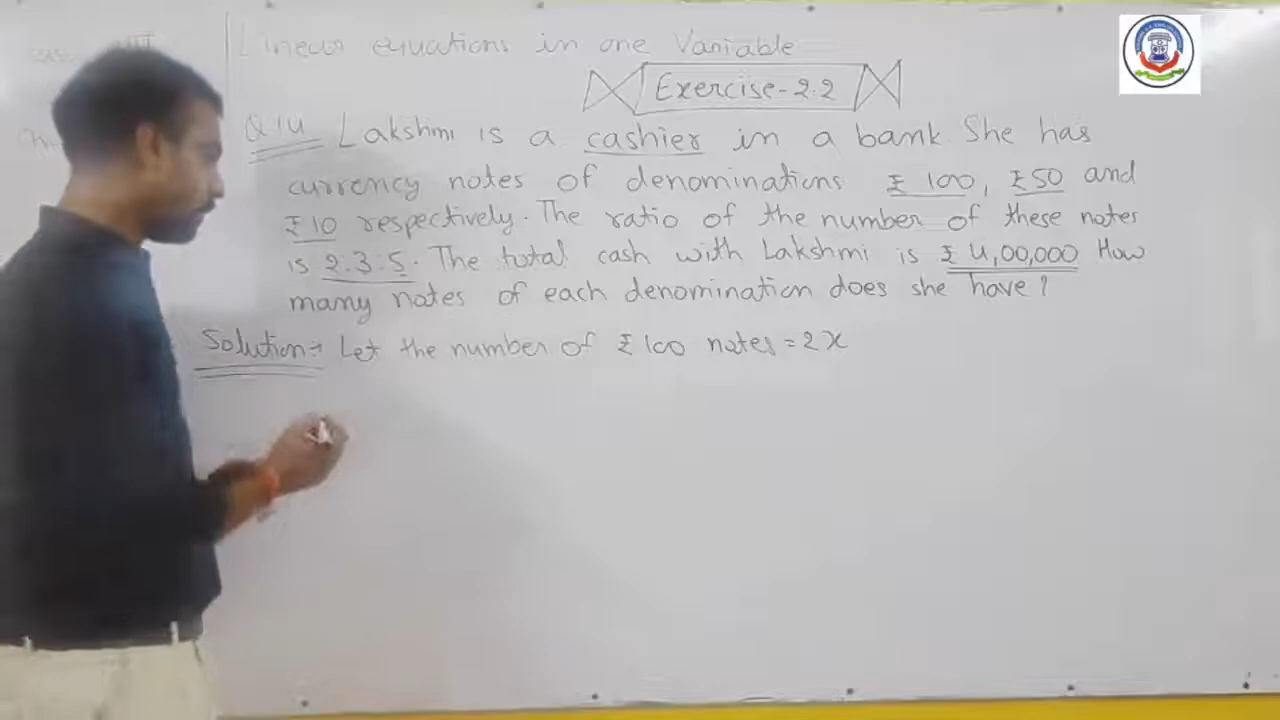 Linear equations in one Variable
Exercise-2.2
Q.14 Lakshmi is a cashier in a bank. She has
currency notes of denominations ₹ 100, ₹50 and
₹10 respectively. The ratio of the number of these notes
is 2:3:5. The total cash with Lakshmi is ₹ 4,00,000 How
many notes of each denomination does she have?
Solution:→ Let the number of ₹ 100 notes = 2x